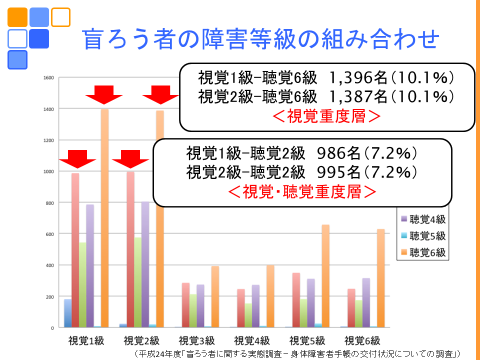 盲ろう者の障害等級の組み合わせ
視覚1級−聴覚6級 1,396名（10.1%）
視覚2級−聴覚6級 1,387名（10.1%）
＜視覚重度層＞
視覚1級−聴覚2級 986名（7.2%）
視覚2級−聴覚2級 995名（7.2%）
＜視覚・聴覚重度層＞
1600
1400
1200
1000
800
600
400
200
0
聴覚4級
聴覚5級
聴覚6級
視覚1級 視覚2級 視覚3級 視覚4級 視覚5級 視覚6級
（平成24年度「盲ろう者に関する実態調査−身体障害者手帳の交付状況についての調査」）